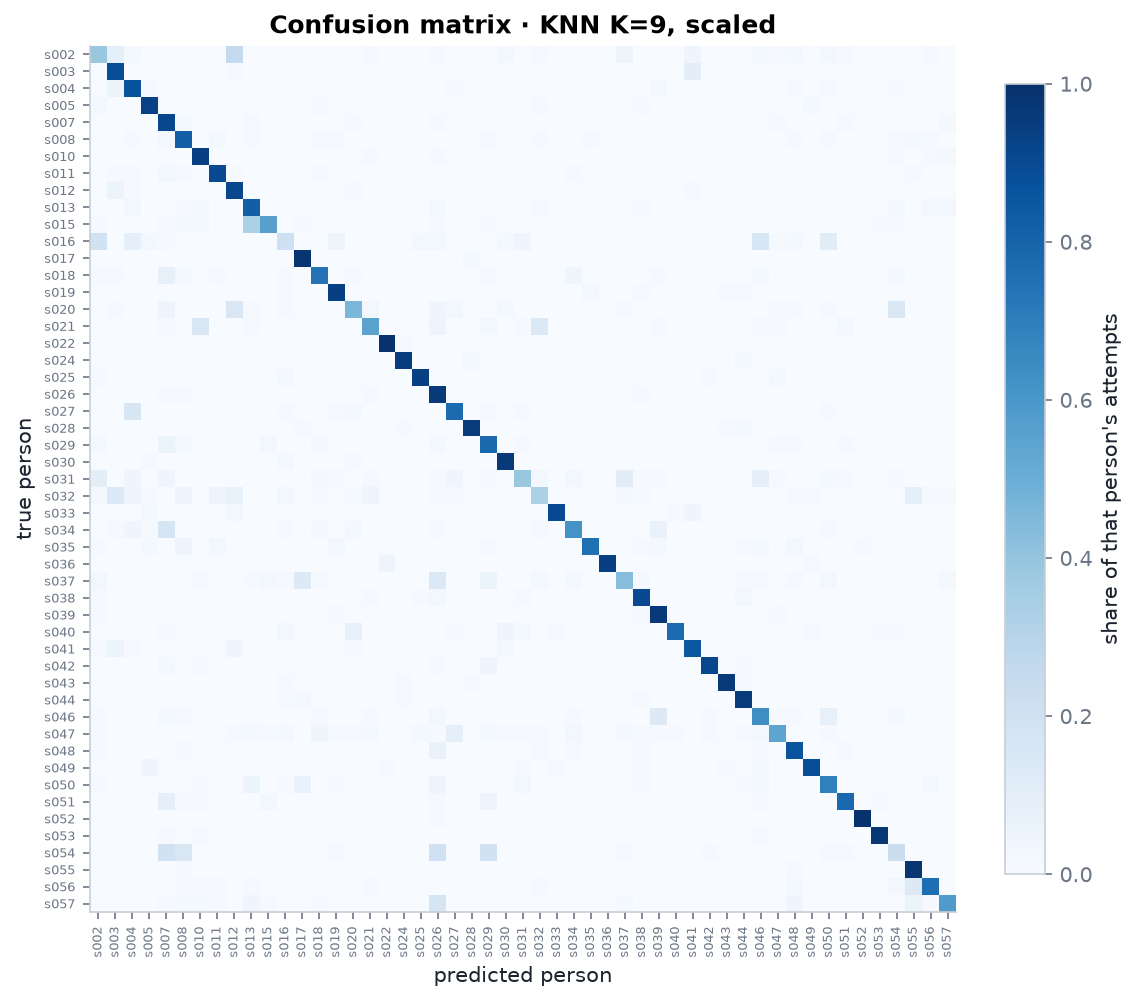 Confusion matrix · KNN K=9, scaled
true person
s002
s003
s004
s005
s007
s008
s010
s011
s012
s013
s015
s016
s017
s018
s019
s020
s021
s022
s024
s025
s026
s027
s028
s029
s030
s031
s032
s033
s034
s035
s036
s037
s038
s039
s040
s041
s042
s043
s044
s046
s047
s048
s049
s050
s051
s052
s053
s054
s055
s056
s057
s002 s003 s004 s005 s007 s008 s010 s011 s012 s013 s015 s016 s017 s018 s019 s020 s021 s022 s024 s025 s026 s027 s028 s029 s030 s031 s032 s033 s034 s035 s036 s037 s038 s039 s040 s041 s042 s043 s044 s046 s047 s048 s049 s050 s051 s052 s053 s054 s055 s056 s057
predicted person
1.0
0.8
0.6
0.4
0.2
0.0
share of that person's attempts